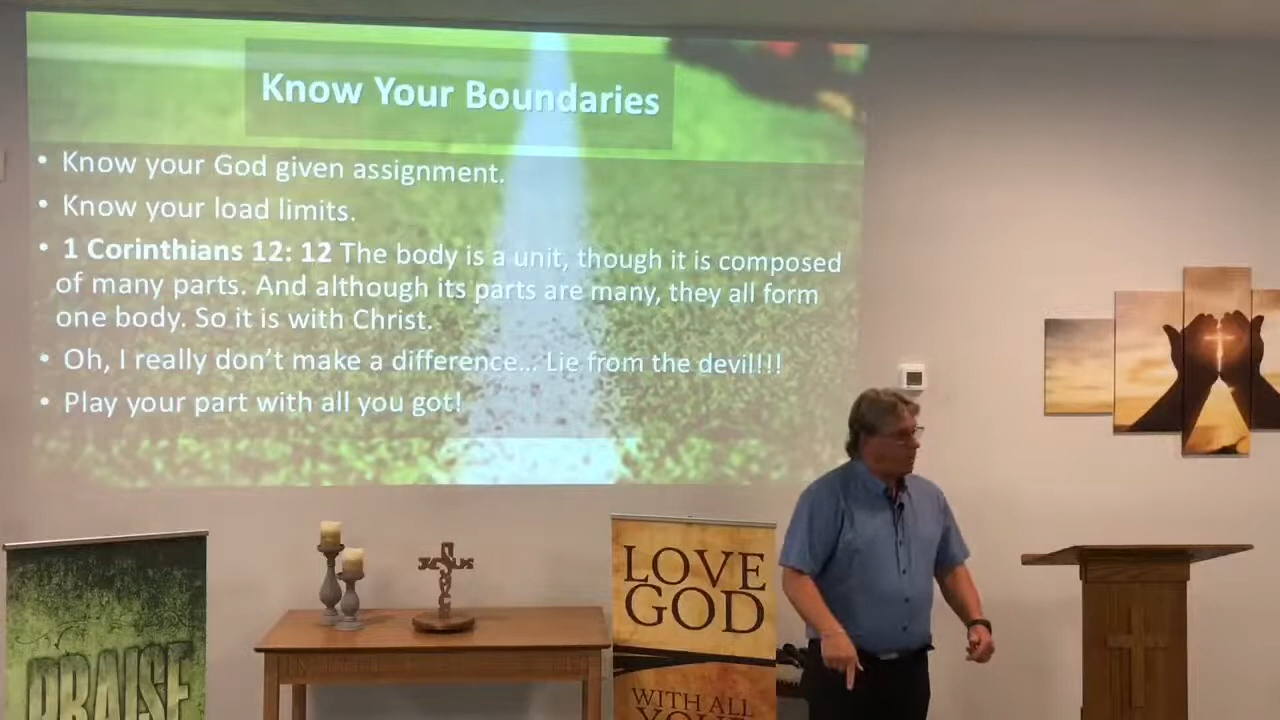 Know Your Boundaries
• Know your God given assignment.
• Know your load limits.
• 1 Corinthians 12: 12 The body is a unit, though it is composed
of many parts. And although its parts are many, they all form
one body. So it is with Christ.
• Oh, I really don't make a difference... Lie from the devil!!!
• Play your part with all you got!
JESUS
LOVE
GOD
WITH ALL
YOUR
PRAISE